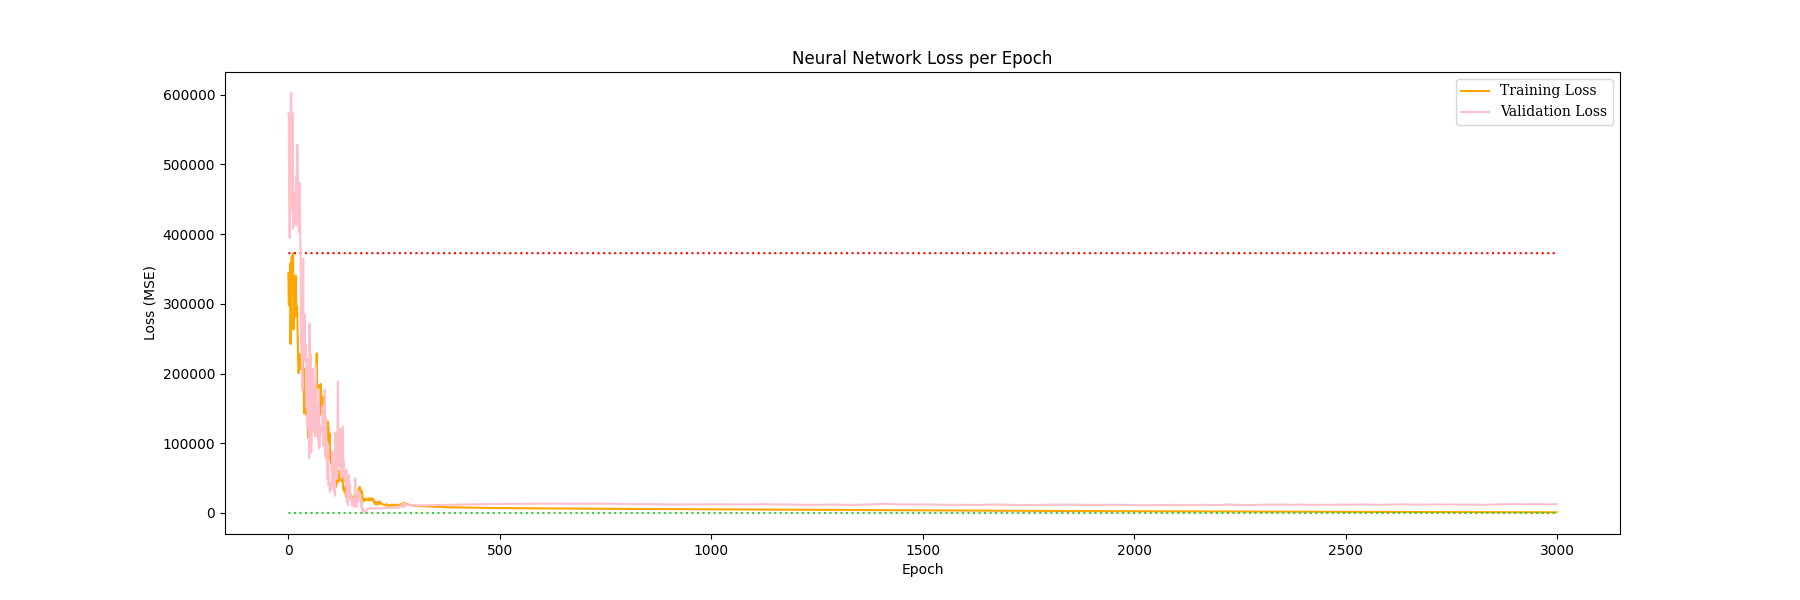 Neural Network Loss per Epoch
Training Loss
Validation Loss
Loss (MSE)
600000
500000
400000
300000
200000
100000
0
0 500 1000 1500 2000 2500 3000
Epoch